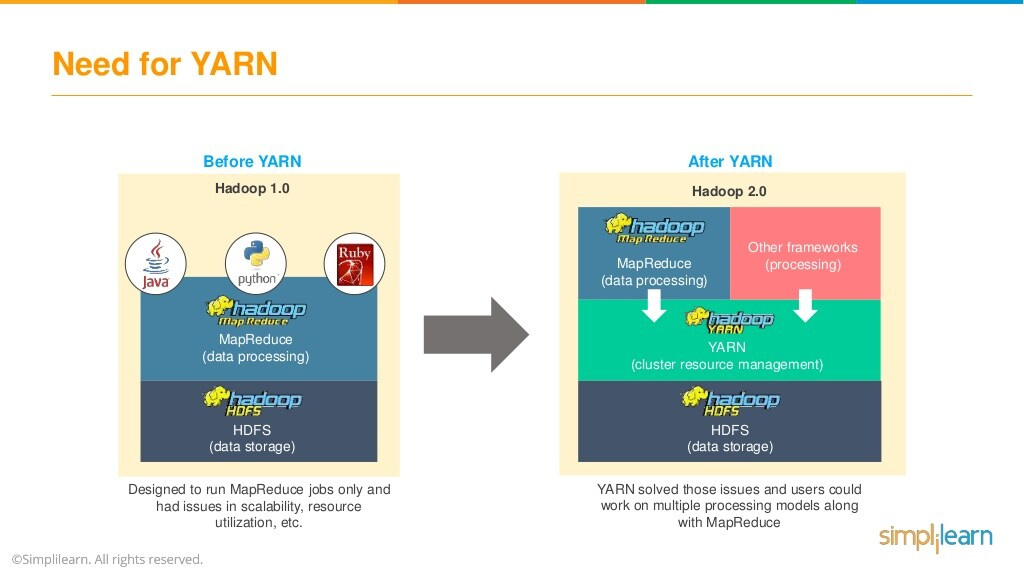 Need for YARN
Before YARN
Hadoop 1.0
Java
python
Ruby
hadoop
Map Reduce
MapReduce
(data processing)
hadoop
HDFS
HDFS
(data storage)
Designed to run MapReduce jobs only and
had issues in scalability, resource
utilization, etc.
After YARN
Hadoop 2.0
hadoop
Map Reduce
MapReduce
(data processing)
Other frameworks
(processing)
hadoop
YARN
YARN
(cluster resource management)
hadoop
HDFS
HDFS
(data storage)
YARN solved those issues and users could
work on multiple processing models along
with MapReduce
simplilearn
©Simplilearn. All rights reserved.